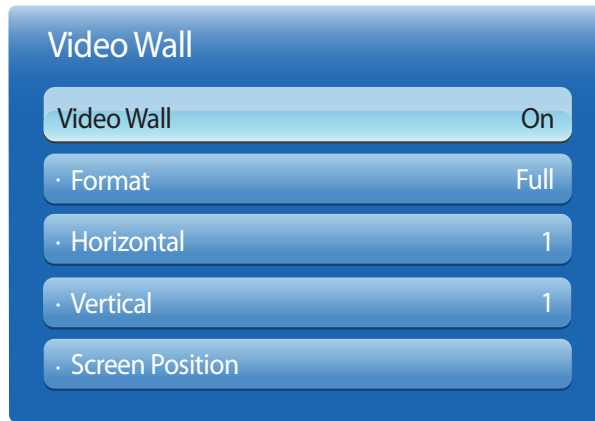 Video Wall
Video Wall On
· Format Full
· Horizontal 1
· Vertical 1
· Screen Position